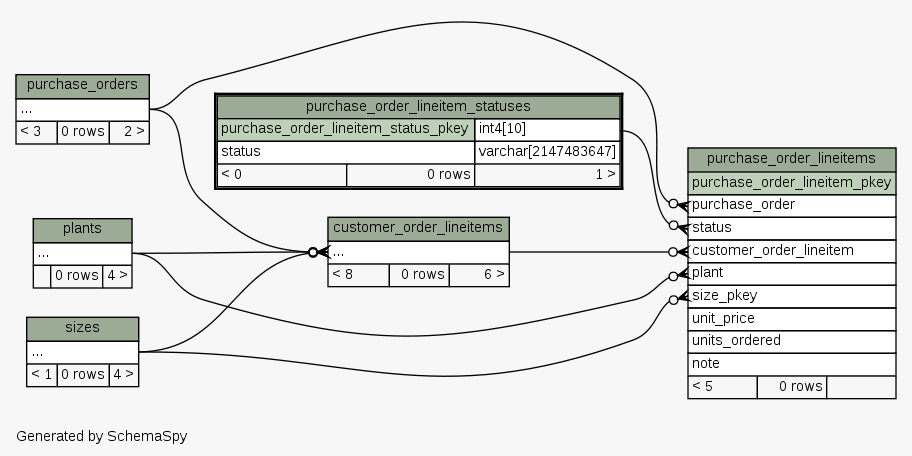 purchase_orders
...
< 3 0 rows 2 >
purchase_order_lineitem_statuses
purchase_order_lineitem_status_pkey int4[10]
status varchar[2147483647]
< 0 0 rows 1 >
purchase_order_lineitems
purchase_order_lineitem_pkey
purchase_order
status
customer_order_lineitem
plant
size_pkey
unit_price
units_ordered
note
< 5 0 rows
plants
...
0 rows 4 >
customer_order_lineitems
...
< 8 0 rows 6 >
sizes
...
< 1 0 rows 4 >
Generated by SchemaSpy